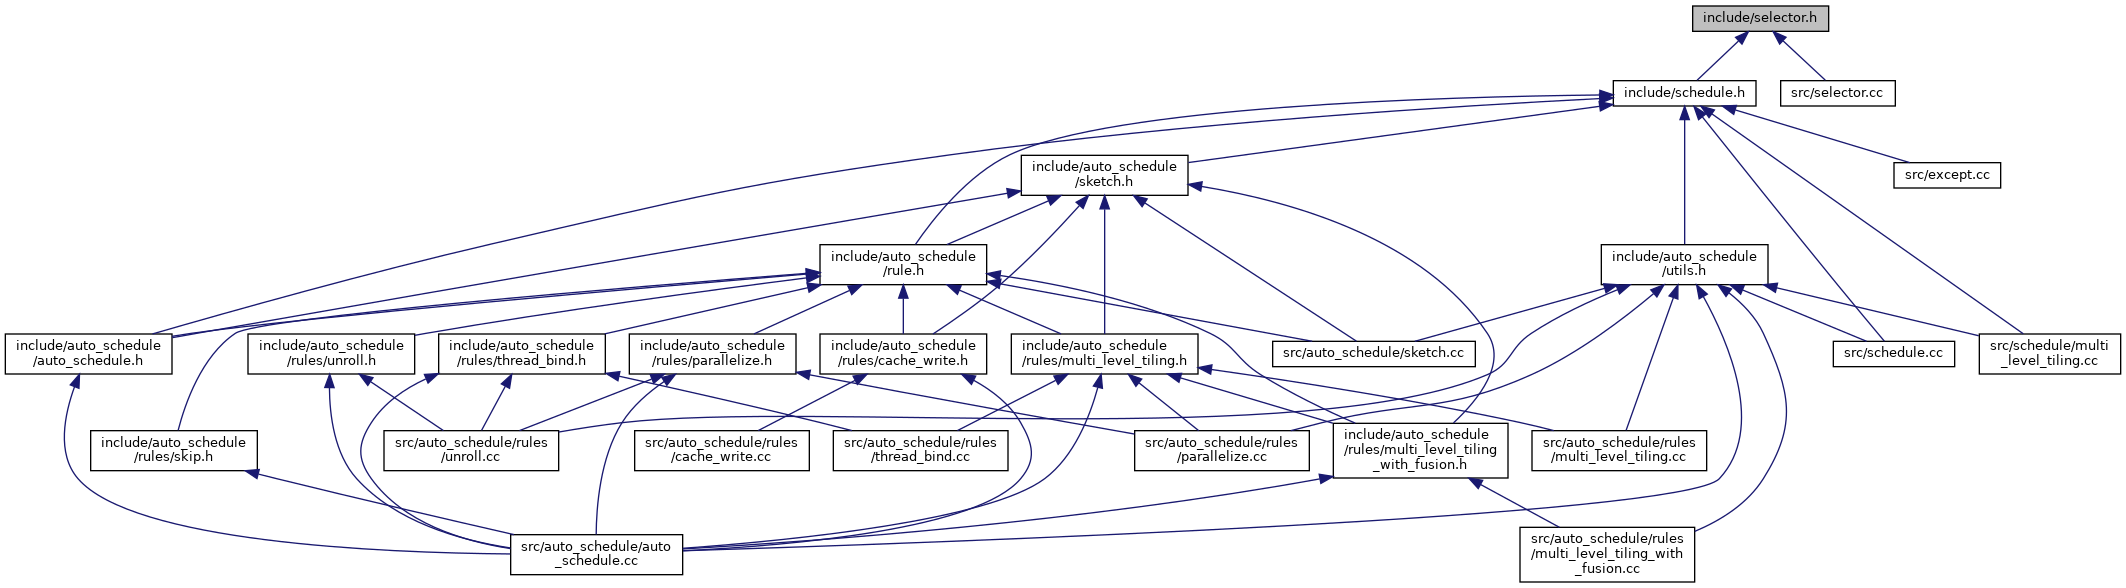 include/selector.h
include/schedule.h
src/selector.cc
include/auto_schedule
/sketch.h
src/except.cc
include/auto_schedule
/rule.h
include/auto_schedule
/utils.h
include/auto_schedule
/auto_schedule.h
include/auto_schedule
/rules/unroll.h
include/auto_schedule
/rules/thread_bind.h
include/auto_schedule
/rules/parallelize.h
include/auto_schedule
/rules/cache_write.h
include/auto_schedule
/rules/multi_level_tiling.h
src/auto_schedule/sketch.cc
src/schedule.cc
src/schedule/multi
_level_tiling.cc
include/auto_schedule
/rules/skip.h
src/auto_schedule/rules
/unroll.cc
src/auto_schedule/rules
/cache_write.cc
src/auto_schedule/rules
/thread_bind.cc
src/auto_schedule/rules
/parallelize.cc
include/auto_schedule
/rules/multi_level_tiling
_with_fusion.h
src/auto_schedule/rules
/multi_level_tiling.cc
src/auto_schedule/auto
_schedule.cc
src/auto_schedule/rules
/multi_level_tiling_with
_fusion.cc